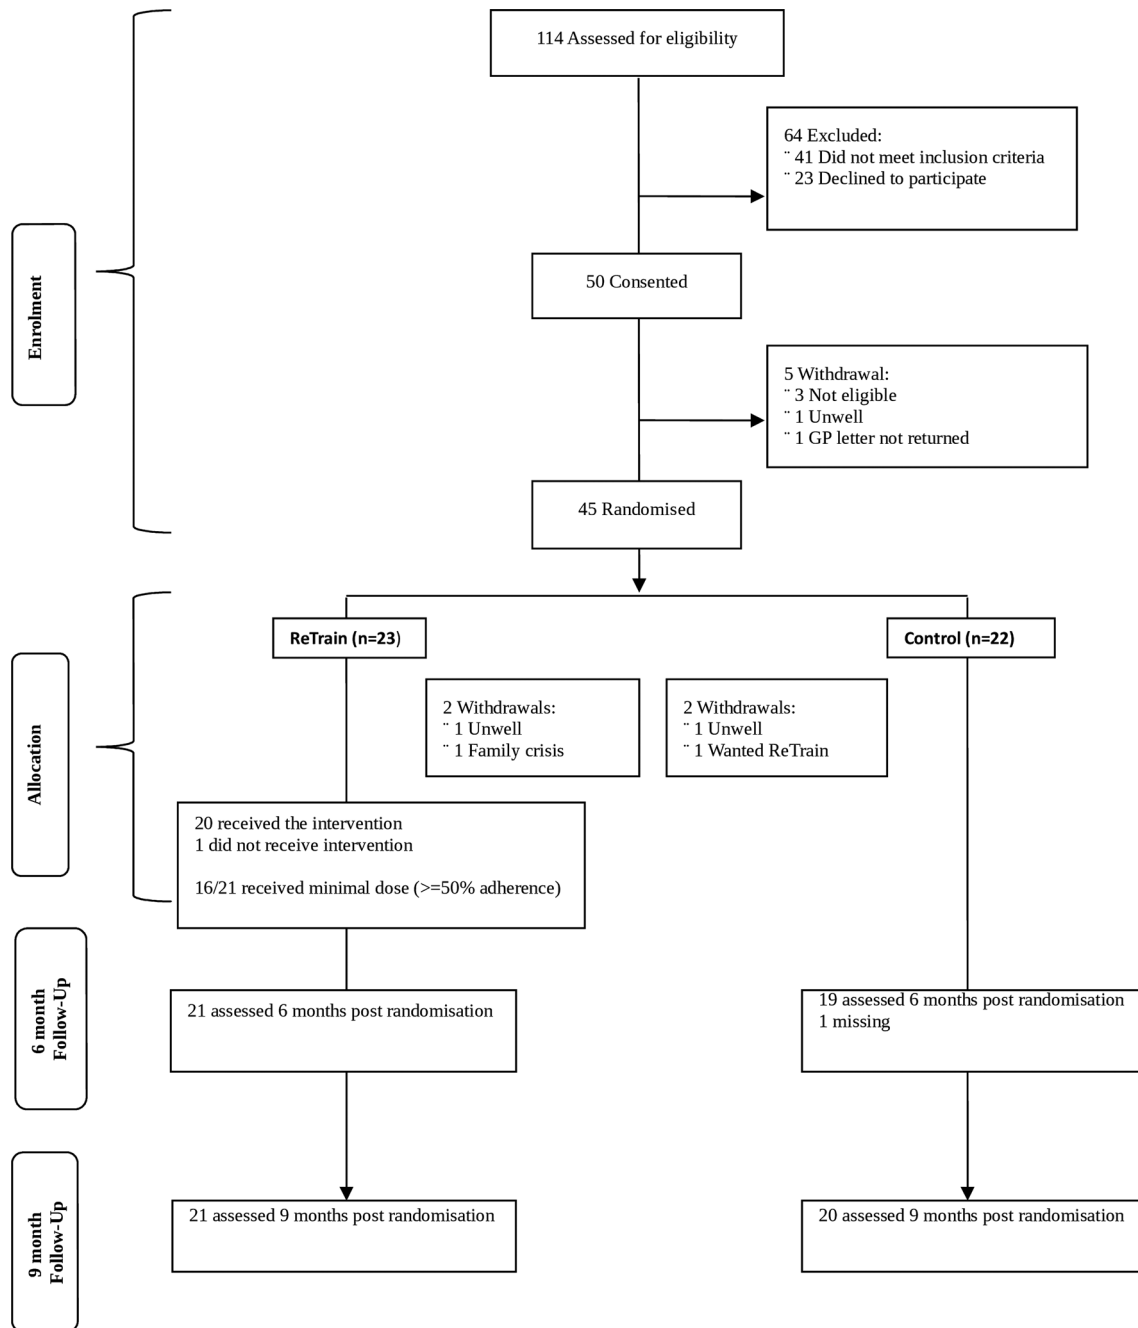 114 Assessed for eligibility
64 Excluded:
¨ 41 Did not meet inclusion criteria
¨ 23 Declined to participate
Enrolment
50 Consented
5 Withdrawal:
¨ 3 Not eligible
¨ 1 Unwell
¨ 1 GP letter not returned
45 Randomised
Allocation
ReTrain (n=23)
Control (n=22)
2 Withdrawals:
¨ 1 Unwell
¨ 1 Family crisis
2 Withdrawals:
¨ 1 Unwell
¨ 1 Wanted ReTrain
20 received the intervention
1 did not receive intervention
16/21 received minimal dose (>=50% adherence)
6 month
Follow-Up
21 assessed 6 months post randomisation
19 assessed 6 months post randomisation
1 missing
9 month
Follow-Up
21 assessed 9 months post randomisation
20 assessed 9 months post randomisation